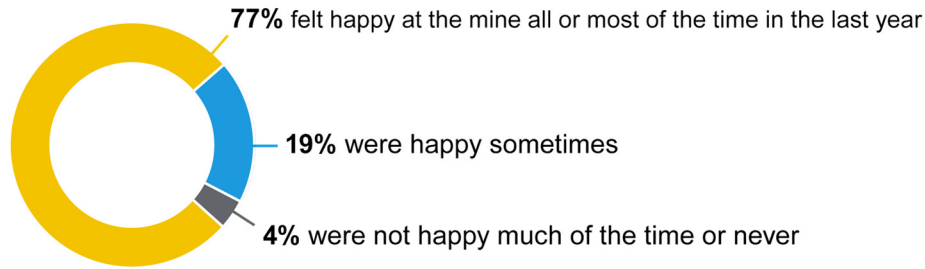 77% felt happy at the mine all or most of the time in the last year
19% were happy sometimes
4% were not happy much of the time or never